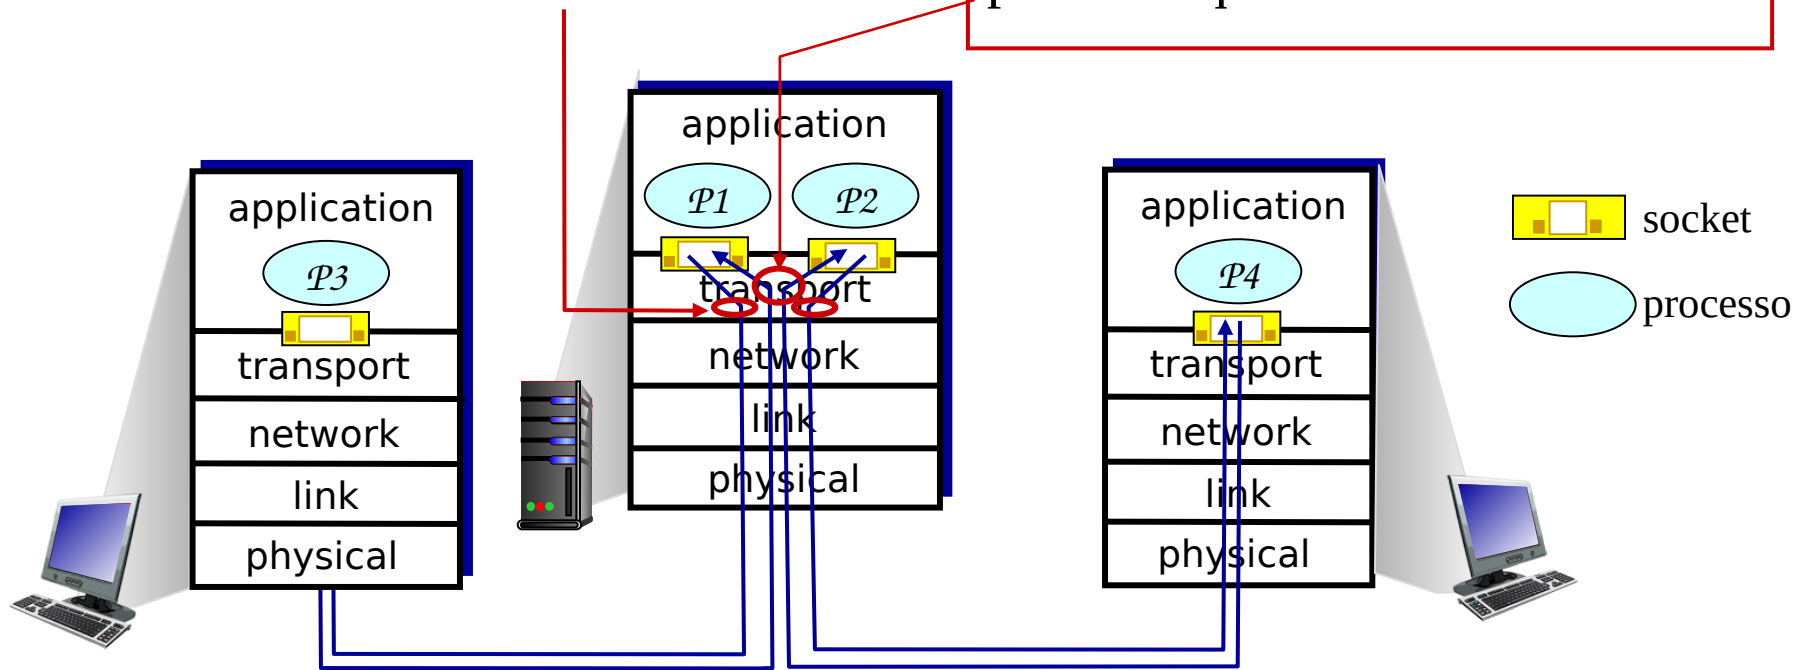 application
P1 P2
transport
network
link
physical
application
P3
transport
network
link
physical
application
P4
transport
network
link
physical
socket
processo